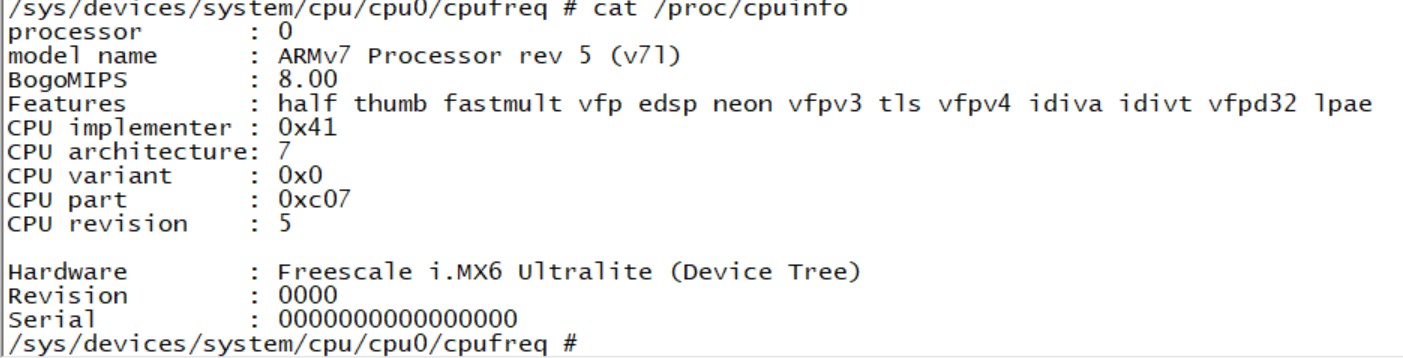 /sys/devices/system/cpu/cpu0/cpufreq # cat /proc/cpuinfo
processor       : 0
model name      : ARMv7 Processor rev 5 (v7l)
BogoMIPS        : 8.00
Features        : half thumb fastmult vfp edsp neon vfpv3 tls vfpv4 idiva idivt vfpd32 lpae
CPU implementer : 0x41
CPU architecture: 7
CPU variant     : 0x0
CPU part        : 0xc07
CPU revision    : 5
Hardware        : Freescale i.MX6 Ultralite (Device Tree)
Revision        : 0000
Serial          : 0000000000000000
/sys/devices/system/cpu/cpu0/cpufreq #